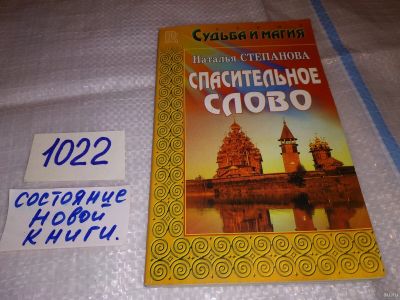 Судьба и магия
Наталья СТЕПАНОВА
СПАСИТЕЛЬНОЕ
СЛОВО
1022
СОСТОЯНИЕ
НОВОЙ
КНИГИ.